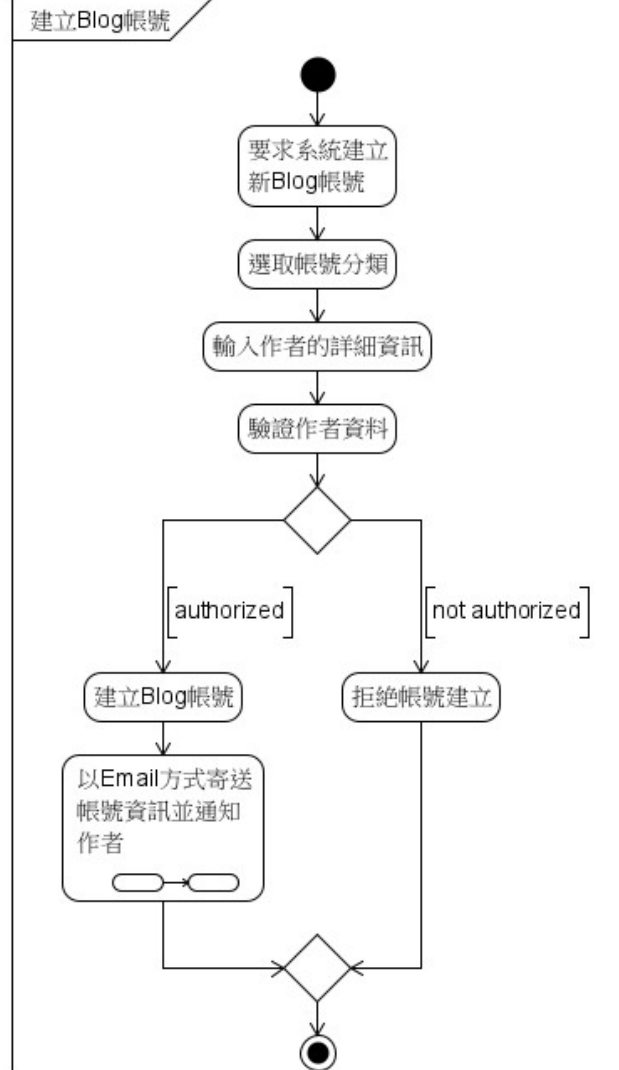 建立Blog帳號
要求系統建立
新Blog帳號
選取帳號分類
輸入作者的詳細資訊
驗證作者資料
[authorized]
[not authorized]
建立Blog帳號
拒絕帳號建立
以Email方式寄送
帳號資訊並通知
作者